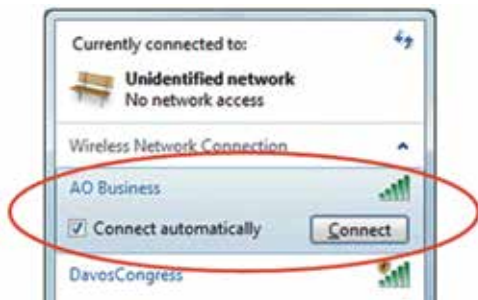 Currently connected to:
Unidentified network
No network access
Wireless Network Connection
AO Business
Connect automatically
Connect
DavosCongress